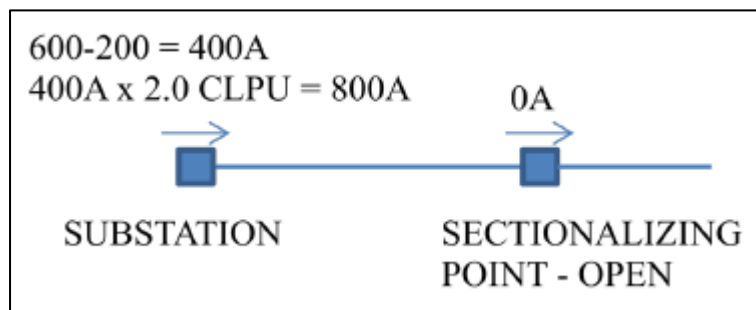 600-200 = 400A
400A x 2.0 CLPU = 800A
0A
SUBSTATION
SECTIONALIZING
POINT - OPEN